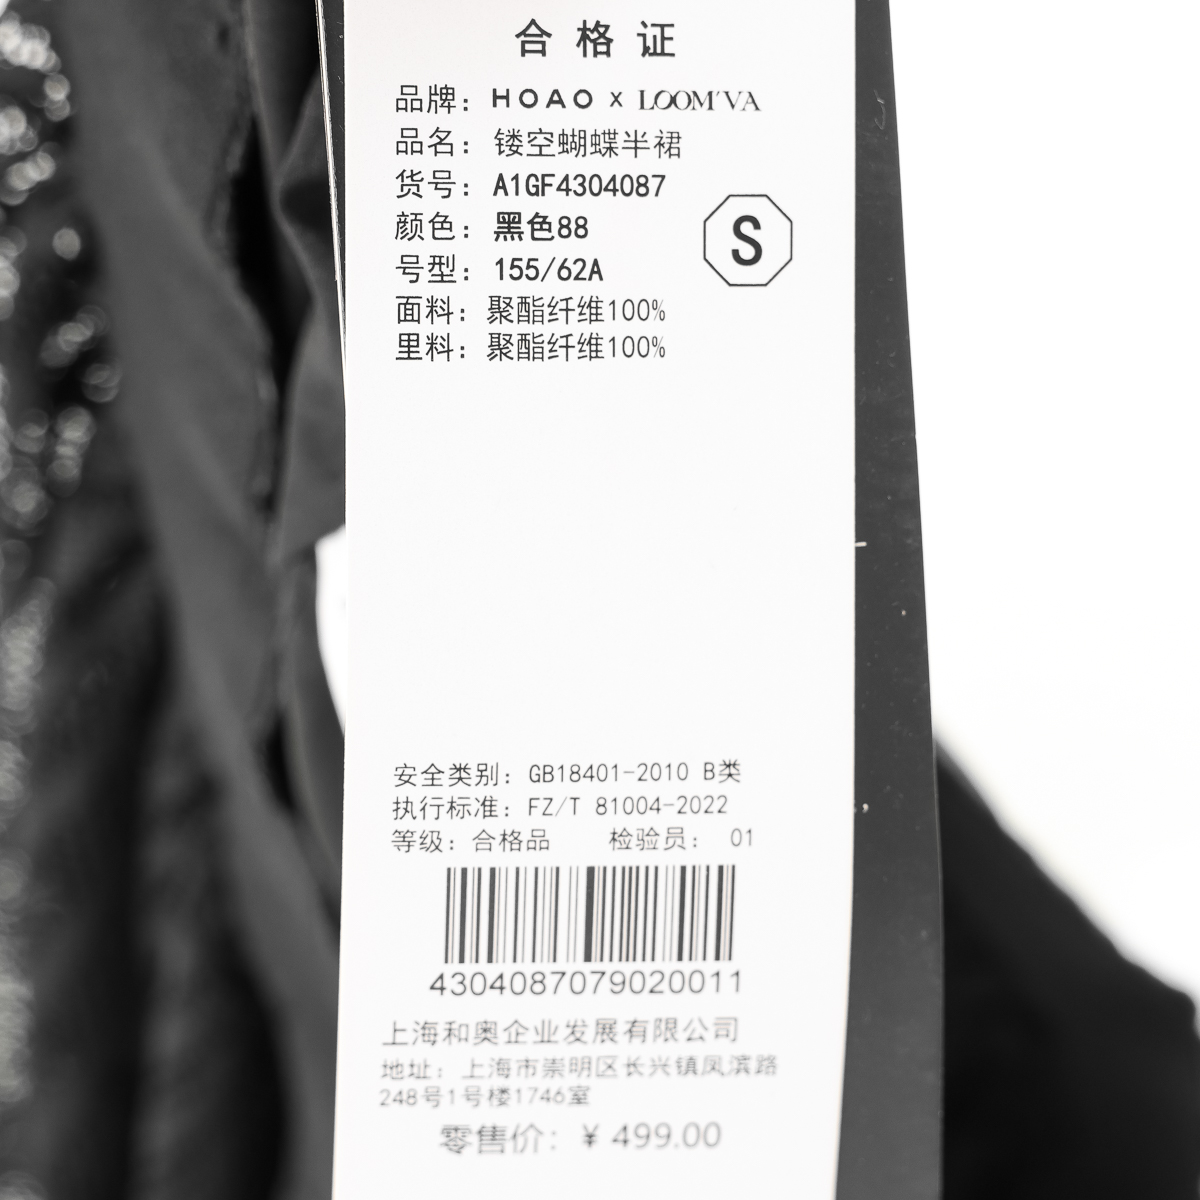 合格证
品牌：HOAO x LOOM'VA
品名：镂空蝴蝶半裙
货号：A1GF4304087
颜色：黑色88
S
号型：155/62A
面料：聚酯纤维100%
里料：聚酯纤维100%
安全类别：GB18401-2010 B类
执行标准：FZ/T 81004-2022
等级：合格品 检验员： 01
4304087079020011
上海和奥企业发展有限公司
地址：上海市崇明区长兴镇凤滨路
248号1号楼1746室
零售价：¥ 499.00